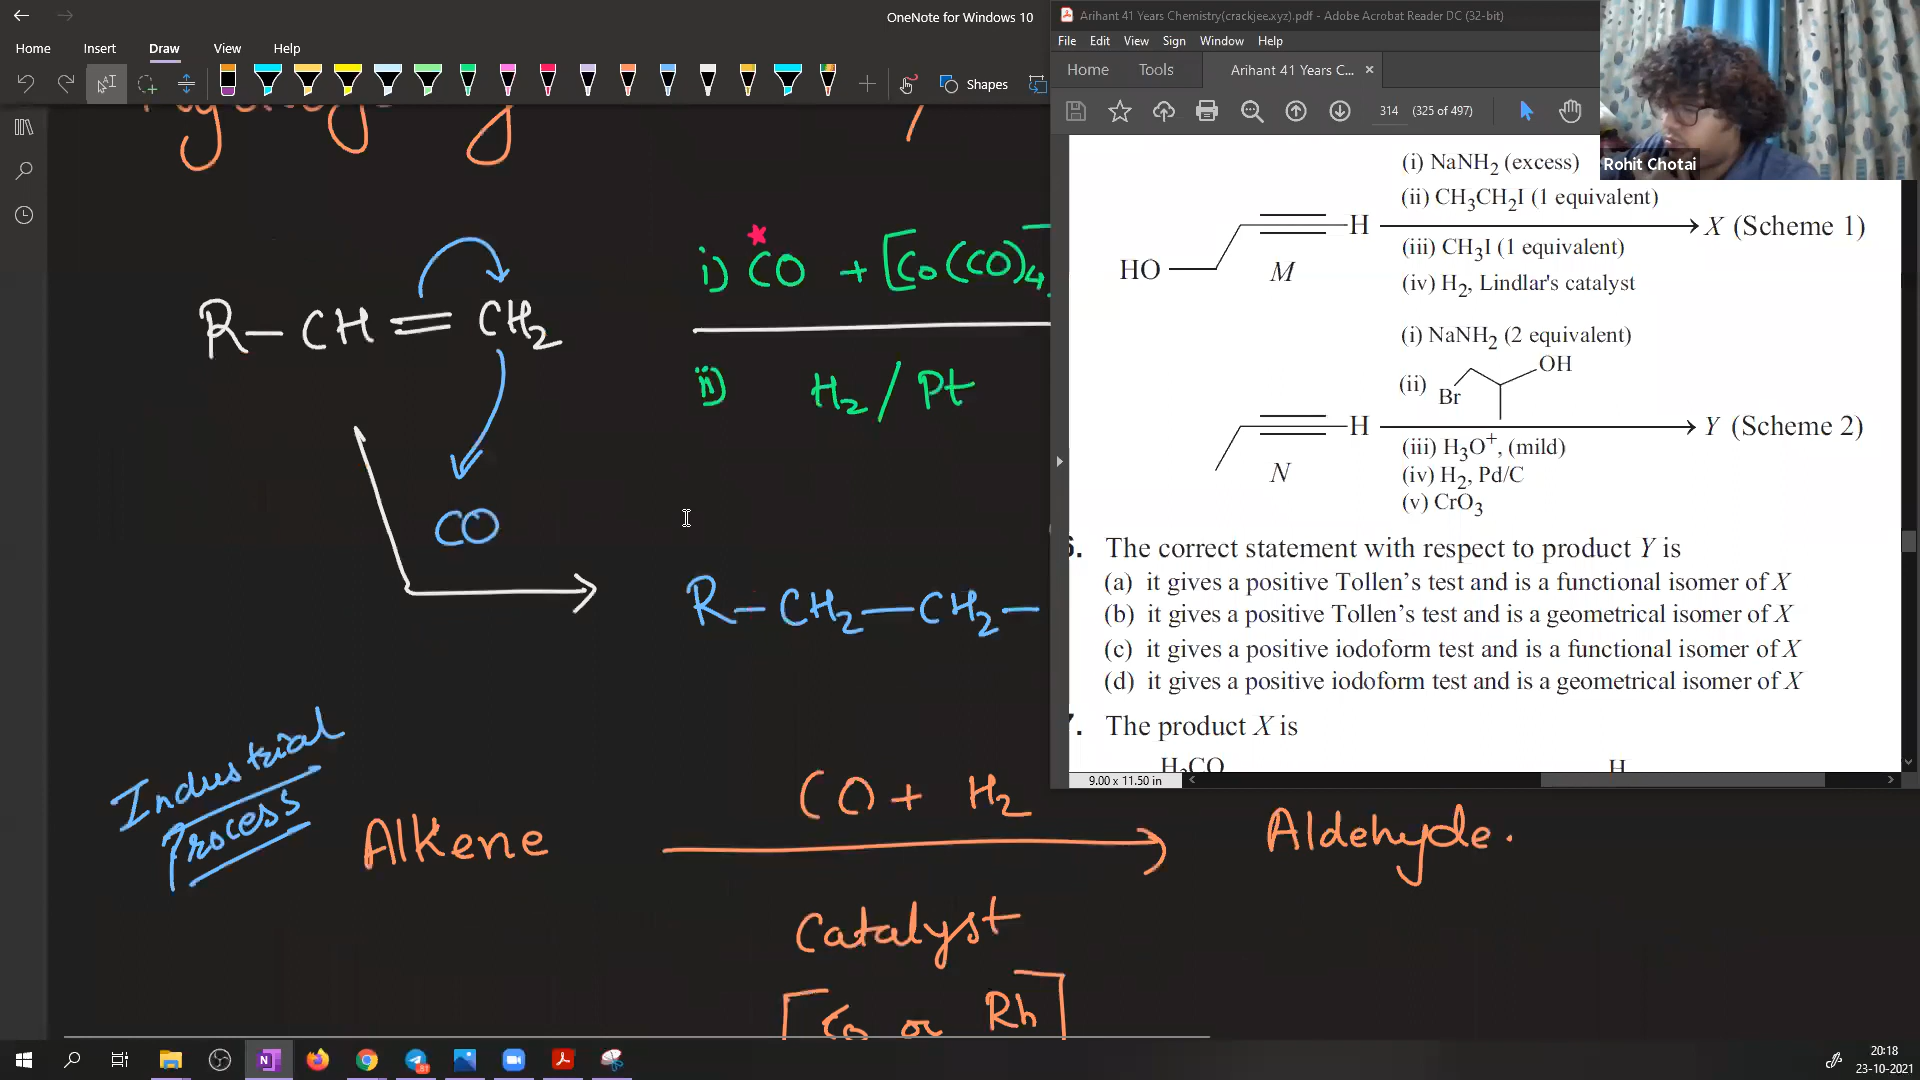 OneNote for Windows 10
Home Insert Draw View Help
Shapes
Arihant 41 Years Chemistry(crackjee.xyz).pdf - Adobe Acrobat Reader DC (32-bit)
File Edit View Sign Window Help
Home Tools Arihant 41 Years C... ×
314 (325 of 497)
Rohit Chotai
i) CO + [Co(CO)4
R–CH=CH2
ii) H2/Pt
CO
R–CH2–CH2–
Industrial
Process
CO + H2
Alkene
Aldehyde.
Catalyst
[Co or Rh]
(i) NaNH2 (excess)
(ii) CH3CH2I (1 equivalent)
H
X (Scheme 1)
(iii) CH3I (1 equivalent)
HO
M
(iv) H2, Lindlar's catalyst
(i) NaNH2 (2 equivalent)
OH
(ii) Br
H
Y (Scheme 2)
(iii) H3O+, (mild)
N
(iv) H2, Pd/C
(v) CrO3
6. The correct statement with respect to product Y is
(a) it gives a positive Tollen's test and is a functional isomer of X
(b) it gives a positive Tollen's test and is a geometrical isomer of X
(c) it gives a positive iodoform test and is a functional isomer of X
(d) it gives a positive iodoform test and is a geometrical isomer of X
7. The product X is
H3CO H
9.00 x 11.50 in
20:18
23-10-2021